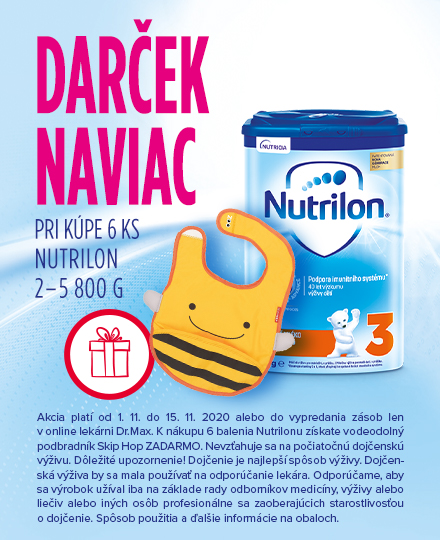 DARČEK
NAVIAC
PRI KÚPE 6 KS
NUTRILON
2–5 800 G
NUTRICIA
Nutrilon®
Podpora imunitního systému*
40 let výzkumu
výživy dětí
3
Akcia platí od 1. 11. do 15. 11. 2020 alebo do vypredania zásob len
v online lekárni Dr.Max. K nákupu 6 balenia Nutrilonu získate vodeodolný
podbradník Skip Hop ZADARMO. Nevzťahuje sa na počiatočnú dojčenskú
výživu. Dôležité upozornenie! Dojčenie je najlepší spôsob výživy. Dojčen-
ská výživa by sa mala používať na odporúčanie lekára. Odporúčame, aby
sa výrobok užíval iba na základe rady odborníkov medicíny, výživy alebo
liečiv alebo iných osôb profesionálne sa zaoberajúcich starostlivosťou
o dojčenie. Spôsob použitia a ďalšie informácie na obaloch.